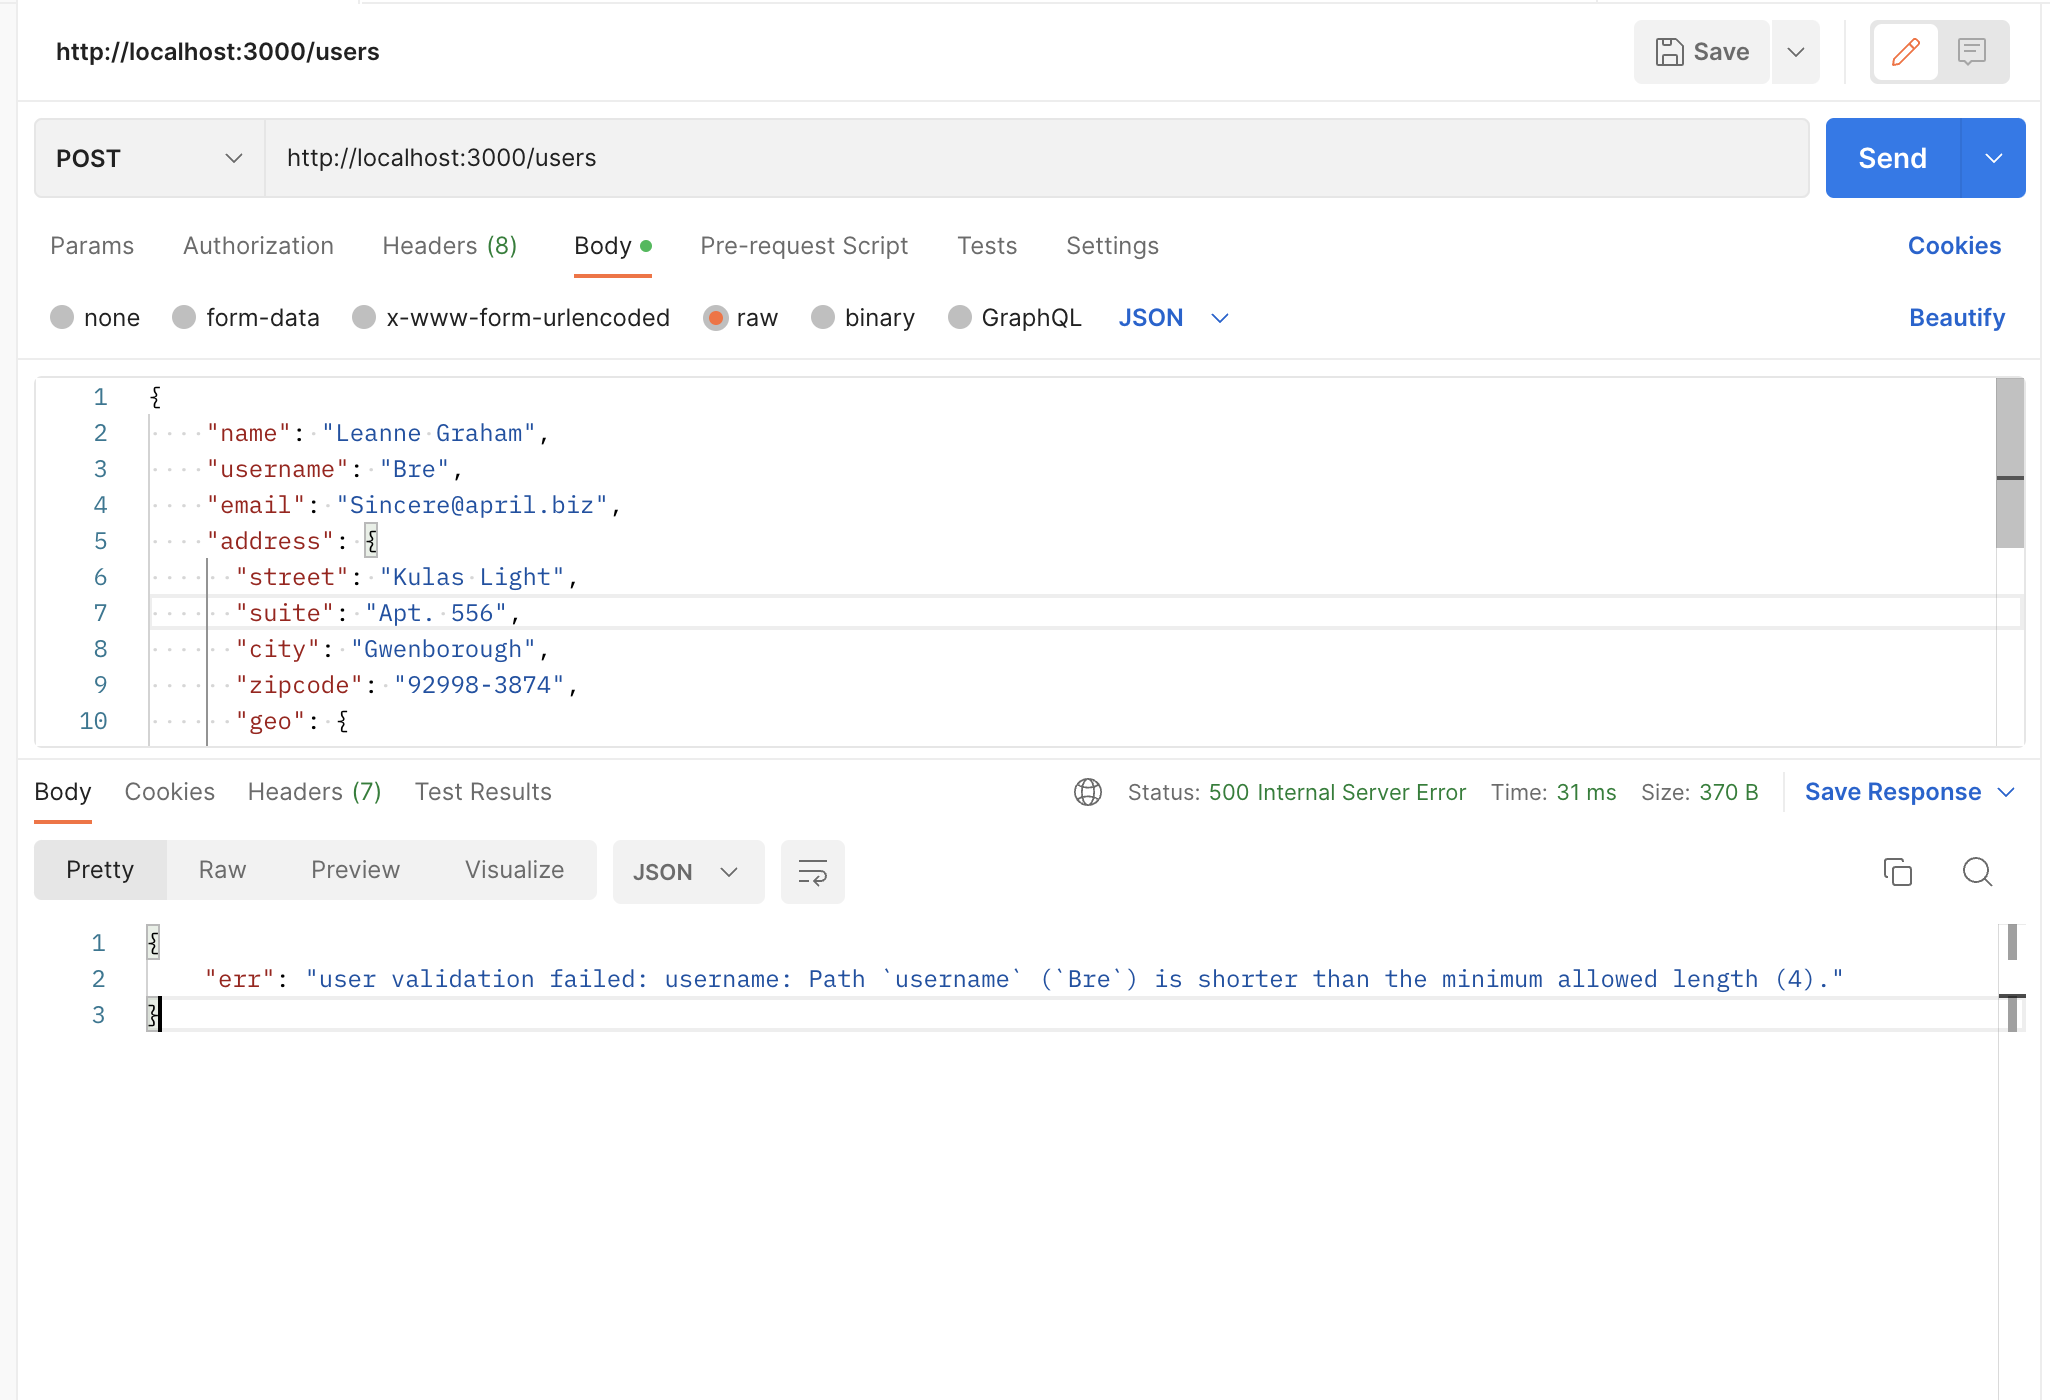 http://localhost:3000/users
Save
POST
http://localhost:3000/users
Send
Params Authorization Headers (8) Body Pre-request Script Tests Settings Cookies
none form-data x-www-form-urlencoded raw binary GraphQL JSON Beautify
1 {
2 "name": "Leanne Graham",
3 "username": "Bre",
4 "email": "Sincere@april.biz",
5 "address": {
6 "street": "Kulas Light",
7 "suite": "Apt. 556",
8 "city": "Gwenborough",
9 "zipcode": "92998-3874",
10 "geo": {
Body Cookies Headers (7) Test Results Status: 500 Internal Server Error Time: 31 ms Size: 370 B Save Response
Pretty Raw Preview Visualize JSON
1 {
2 "err": "user validation failed: username: Path `username` (`Bre`) is shorter than the minimum allowed length (4)."
3 }